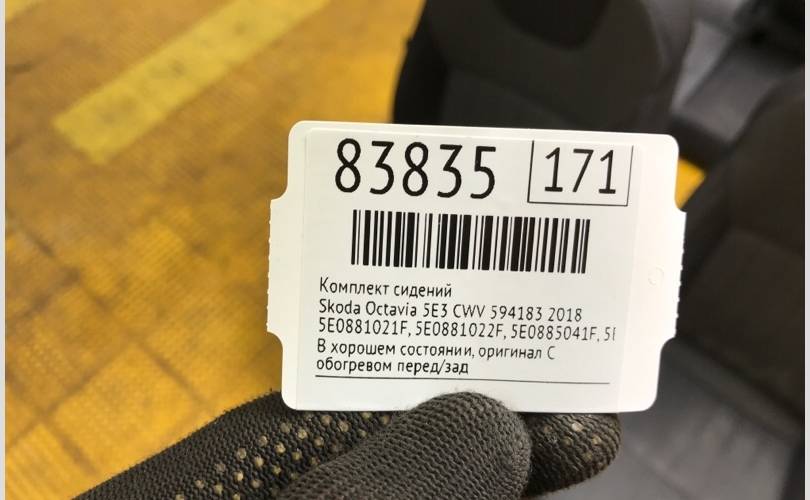 83835 171
Комплект сидений
Skoda Octavia 5E3 CWV 594183 2018
5E0881021F, 5E0881022F, 5E0885041F,
В хорошем состоянии, оригинал С
обогревом перед/зад